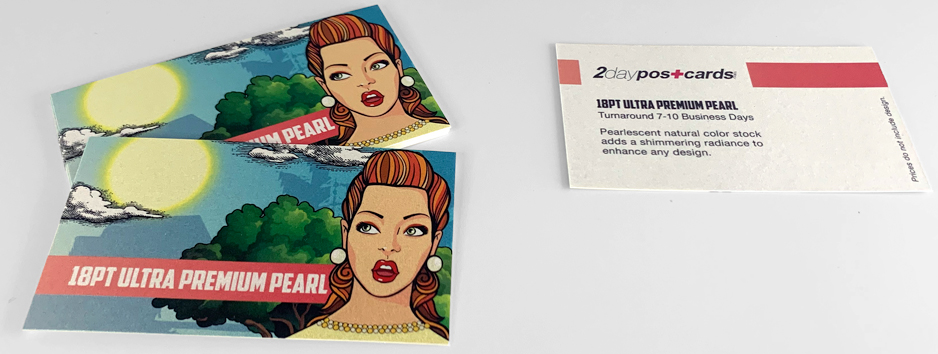 PREMIUM PEARL
18PT ULTRA PREMIUM PEARL
2daypostcards
18PT ULTRA PREMIUM PEARL
Turnaround 7-10 Business Days
Pearlescent natural color stock
adds a shimmering radiance to
enhance any design.
Prices do not include design.